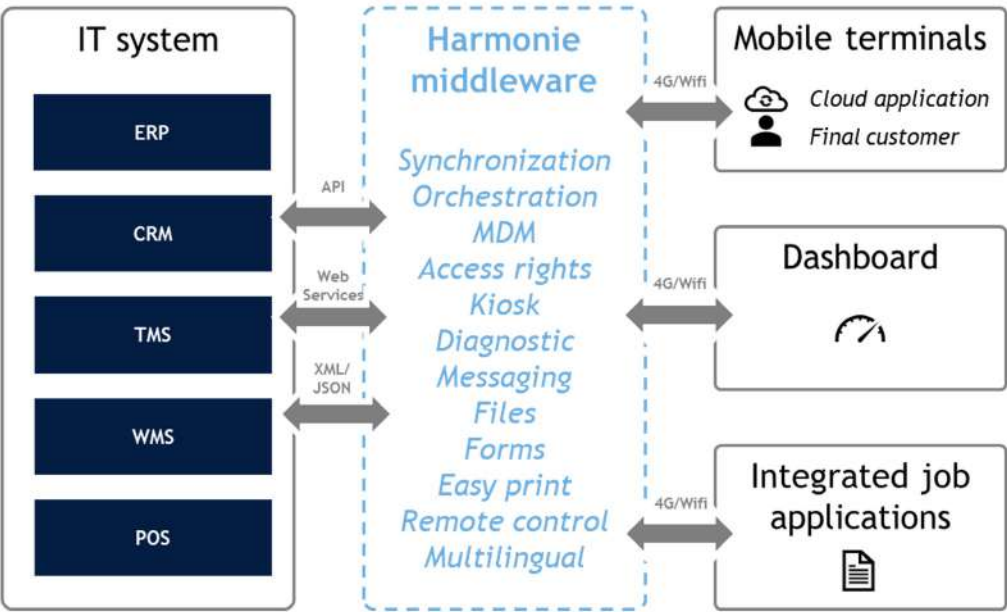 IT system
ERP
CRM
TMS
WMS
POS
API
Web
Services
XML/
JSON
Harmonie
middleware
Synchronization
Orchestration
MDM
Access rights
Kiosk
Diagnostic
Messaging
Files
Forms
Easy print
Remote control
Multilingual
4G/Wifi
4G/Wifi
4G/Wifi
Mobile terminals
Cloud application
Final customer
Dashboard
Integrated job
applications